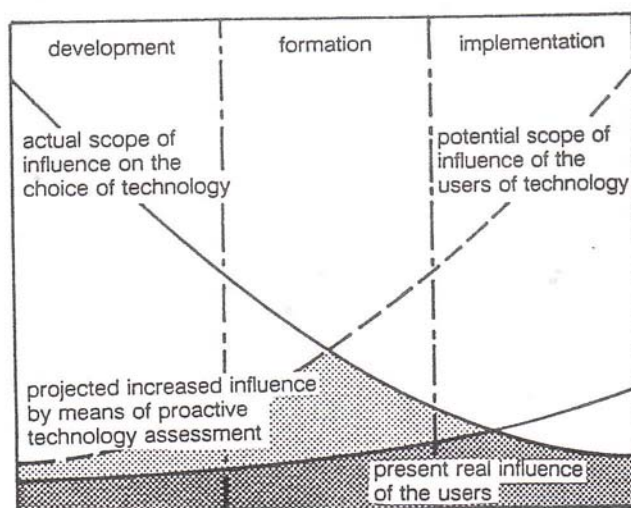 development
formation
implementation
actual scope of
influence on the
choice of technology
potential scope of
influence of the
users of technology
projected increased influence
by means of proactive
technology assessment
present real influence
of the users